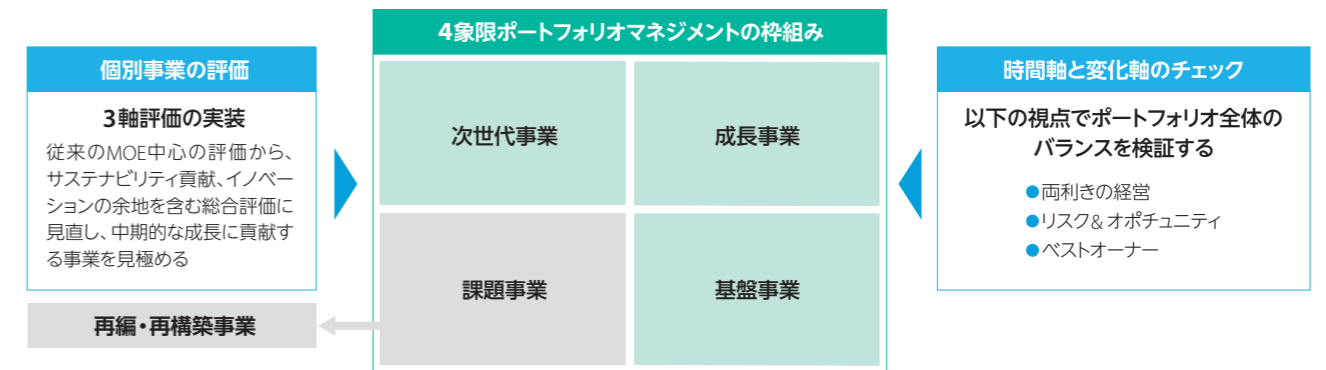 4象限ポートフォリオマネジメントの枠組み
個別事業の評価
3軸評価の実装
従来のMOE中心の評価から、
サステナビリティ貢献、イノベー
ションの余地を含む総合評価に
見直し、中期的な成長に貢献す
る事業を見極める
再編・再構築事業
次世代事業
成長事業
課題事業
基盤事業
時間軸と変化軸のチェック
以下の視点でポートフォリオ全体の
バランスを検証する
●両利きの経営
●リスク&オポチュニティ
●ベストオーナー